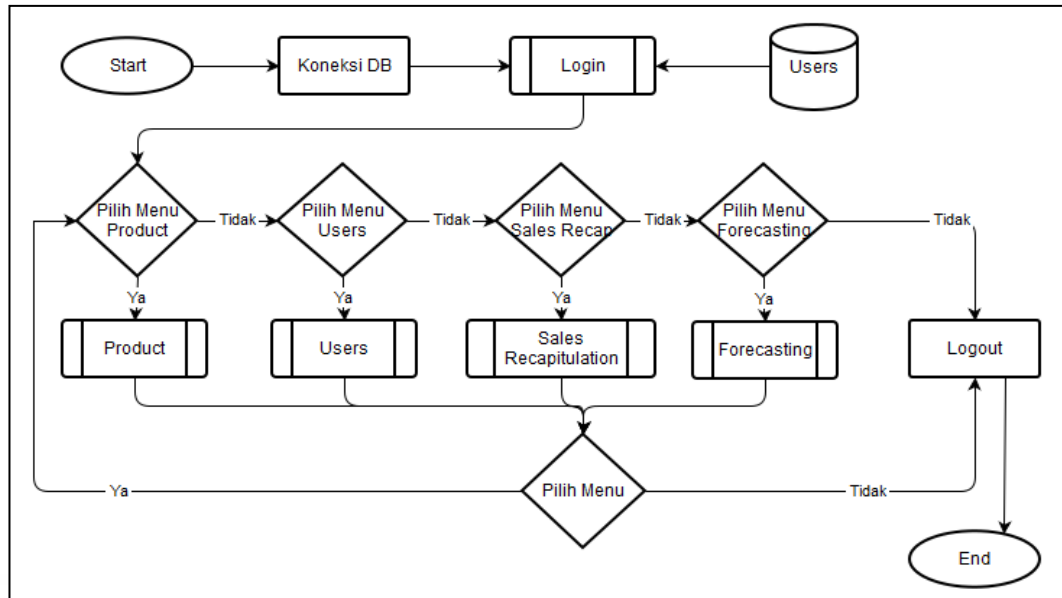 Start
Koneksi DB
Login
Users
Pilih Menu
Product
Tidak
Pilih Menu
Users
Tidak
Pilih Menu
Sales Recap
Tidak
Pilih Menu
Forecasting
Tidak
Ya
Ya
Ya
Ya
Product
Users
Sales
Recapitulation
Forecasting
Logout
Ya
Pilih Menu
Tidak
End